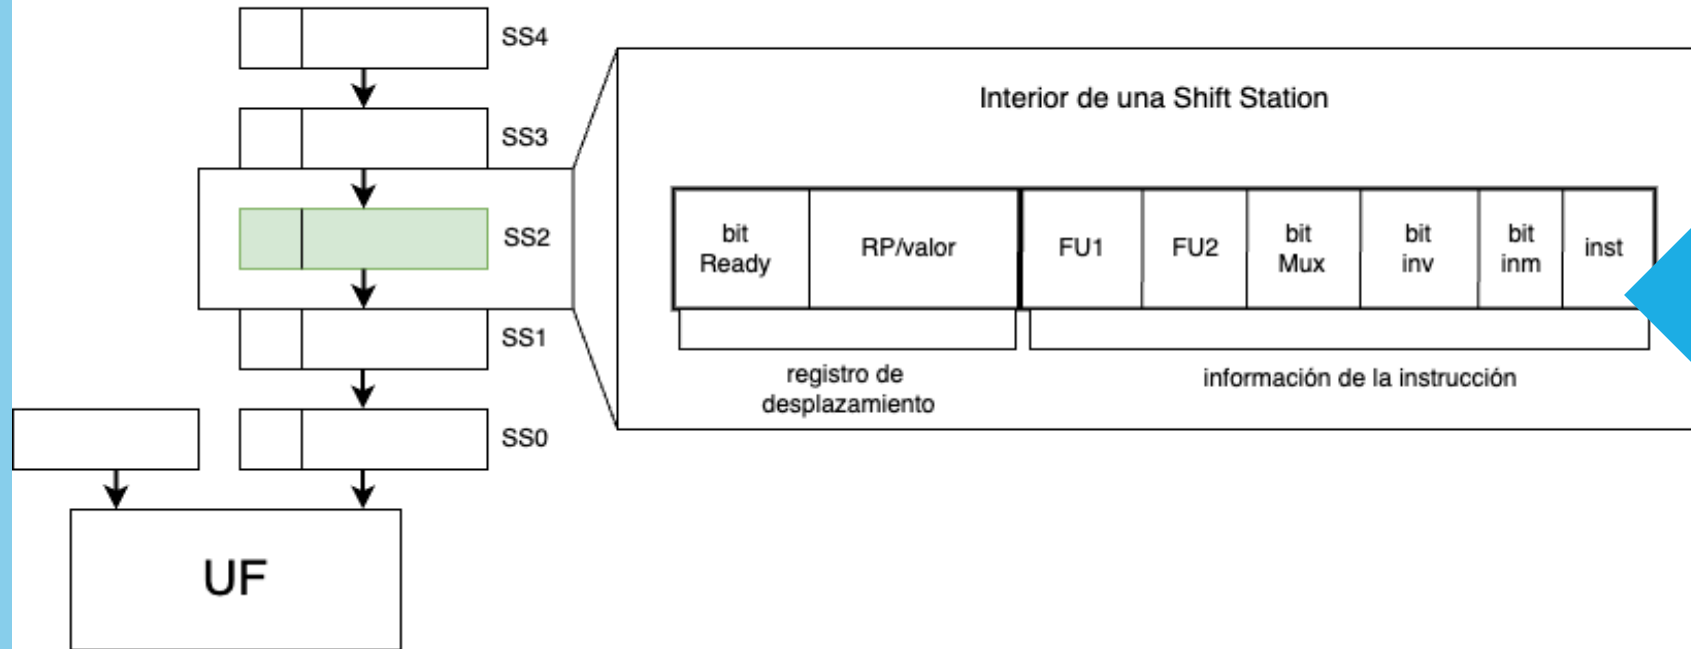 SS4
Interior de una Shift Station
SS3
SS2
bit
Ready
RP/valor
FU1
FU2
bit
Mux
bit
inv
bit
inm
inst
SS1
registro de
desplazamiento
información de la instrucción
SS0
UF